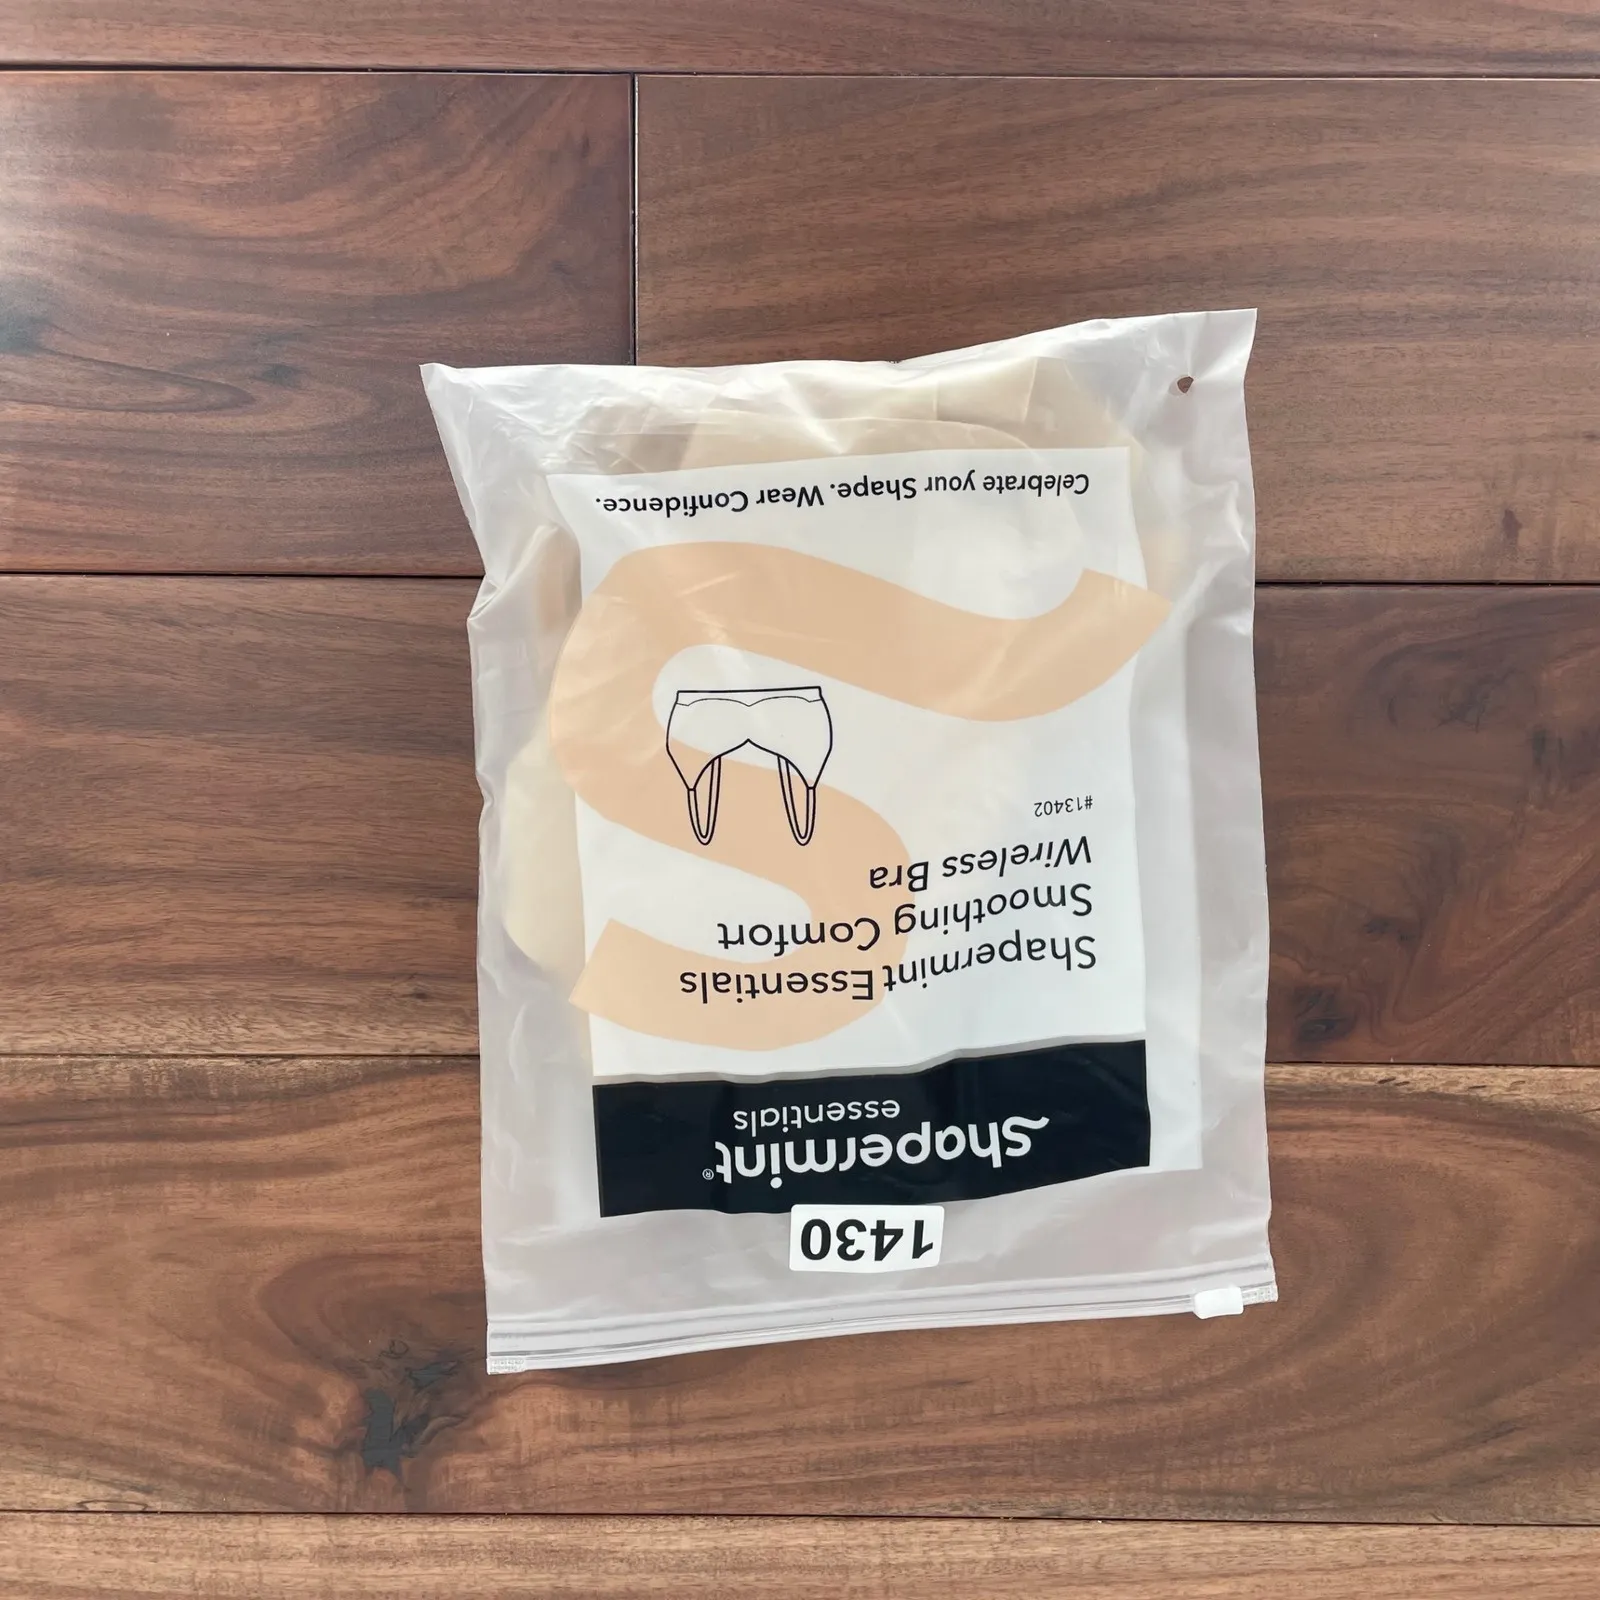 1430
Shapermint®
essentials
Shapermint Essentials
Smoothing Comfort
Wireless Bra
#13402
Celebrate your Shape. Wear Confidence.